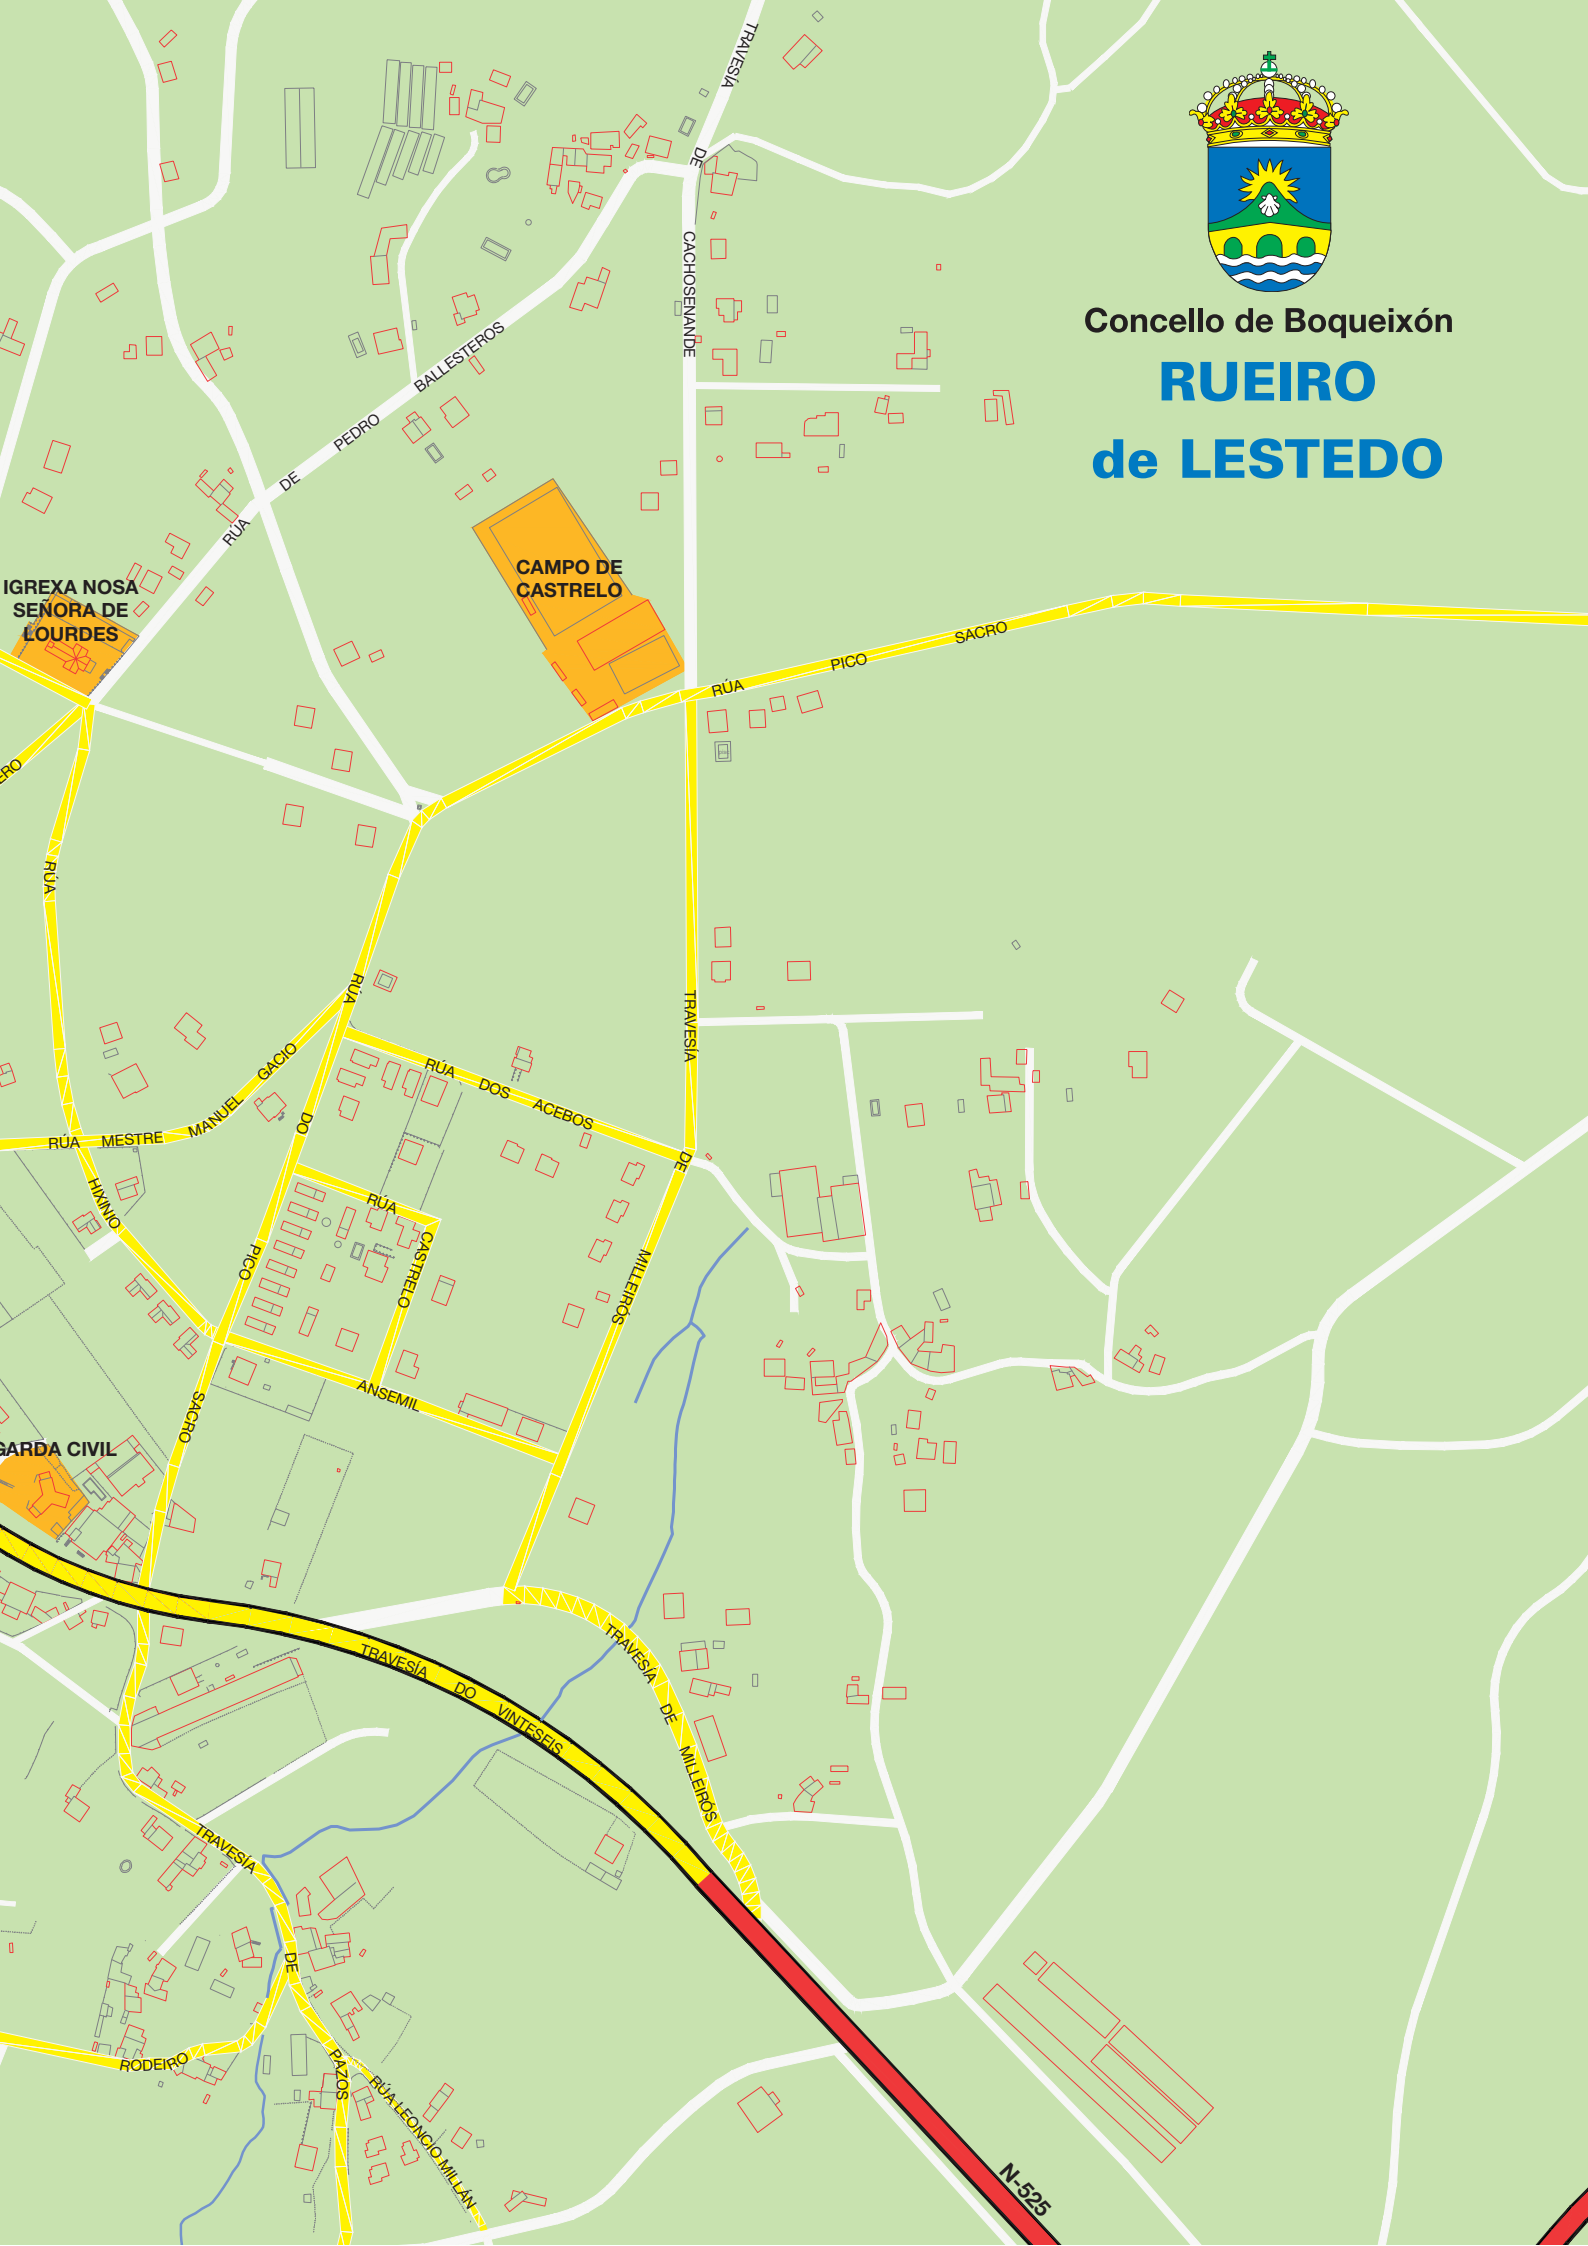 Concello de Boqueixón
RUEIRO
de LESTEDO
TRAVESÍA
DE
CACHOSENANDE
RÚA
DE
PEDRO
BALLESTEROS
CAMPO DE
CASTRELO
IGREXA NOSA
SEÑORA DE
LOURDES
RÚA
PICO
SACRO
RÚA
HIXINIO
RÚA
MESTRE
MANUEL
GACIO
RÚA
DO
PICO
SACRO
RÚA
DOS
ACEBOS
TRAVESÍA
DE
MILLEIRÓS
RÚA
CASTRELO
ANSEMIL
GARDA CIVIL
TRAVESÍA
DO
VINTESEIS
TRAVESÍA
DE
MILLEIRÓS
TRAVESÍA
DE
PAZOS
RODEIRO
RÚA LEONCIO MILLÁN
N-525